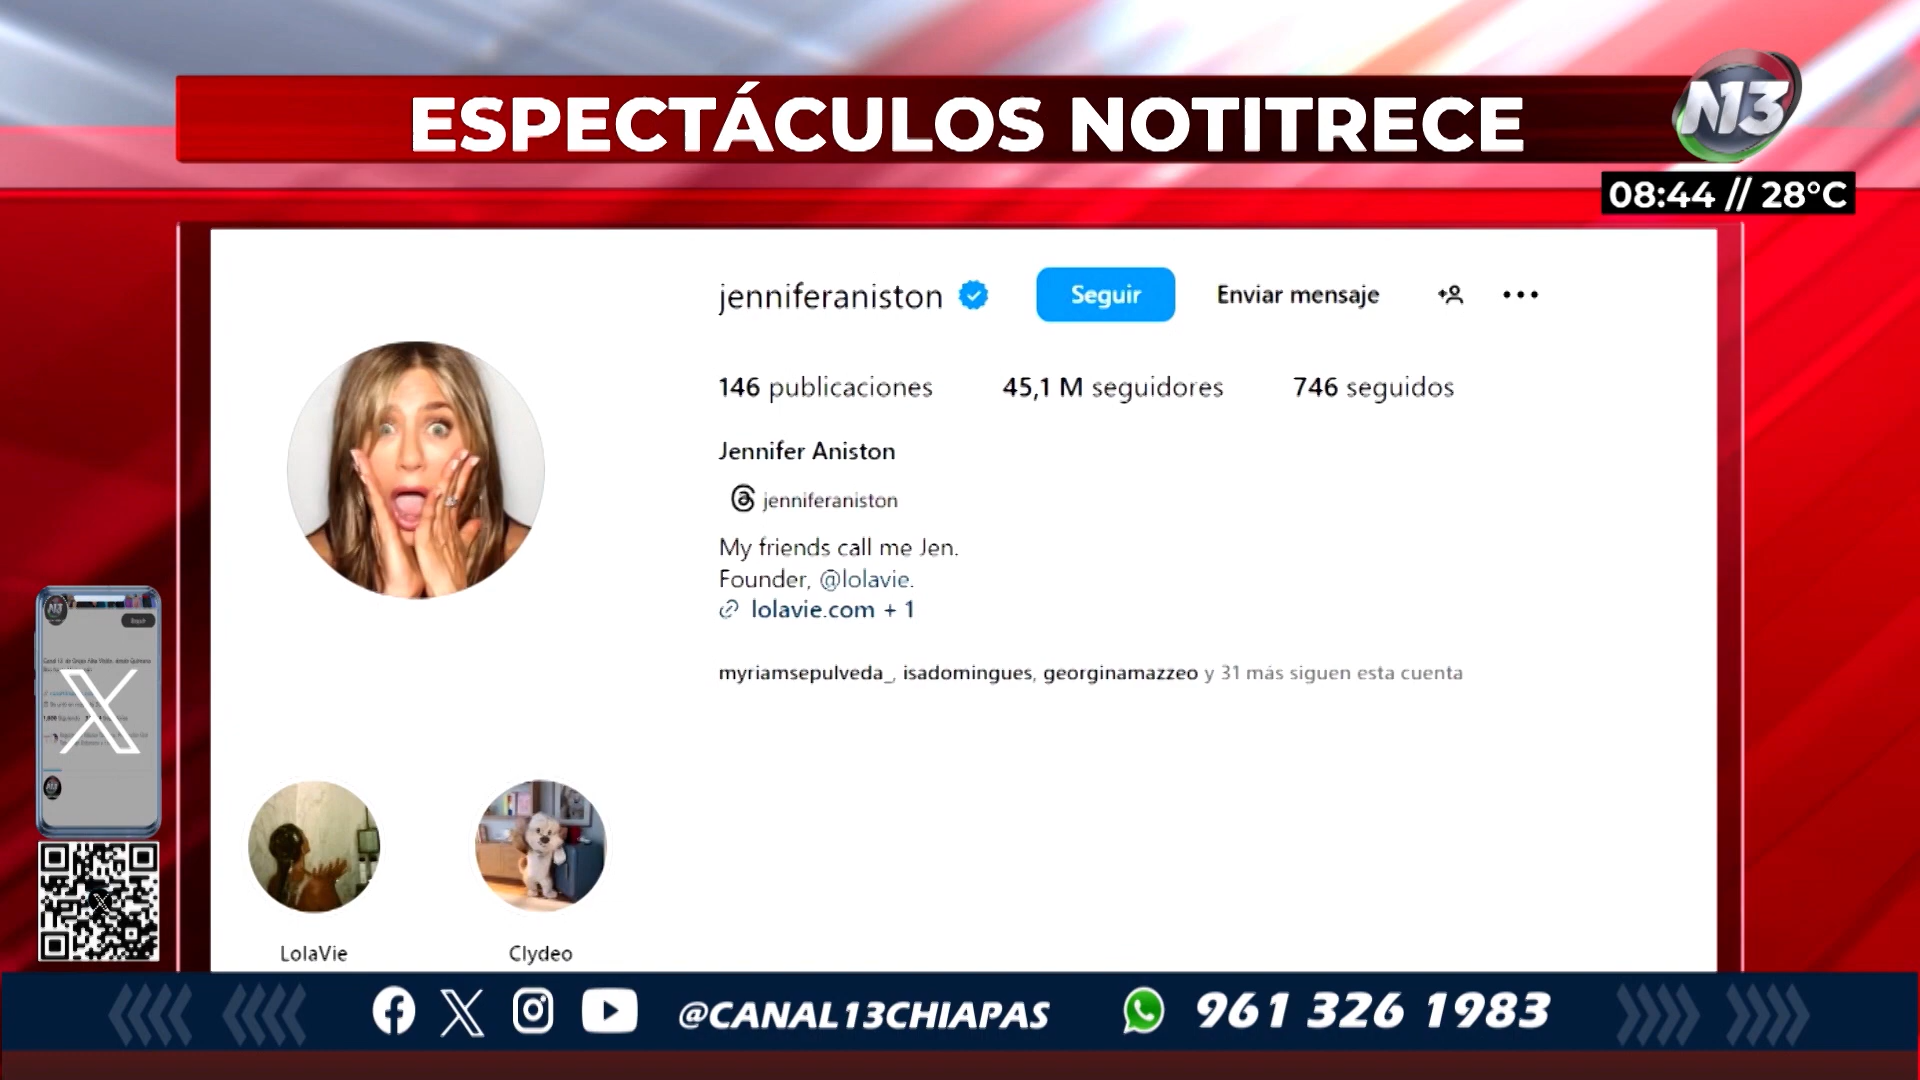 ESPECTÁCULOS NOTITRECE
N13
08:44 // 28°C
jenniferaniston
Seguir
Enviar mensaje
146 publicaciones
45,1 M seguidores
746 seguidos
Jennifer Aniston
jenniferaniston
My friends call me Jen.
Founder, @lolavie.
lolavie.com + 1
myriamsepulveda_, isadomingues, georginamazzeo y 31 más siguen esta cuenta
LolaVie
Clydeo
@CANAL13CHIAPAS
961 326 1983